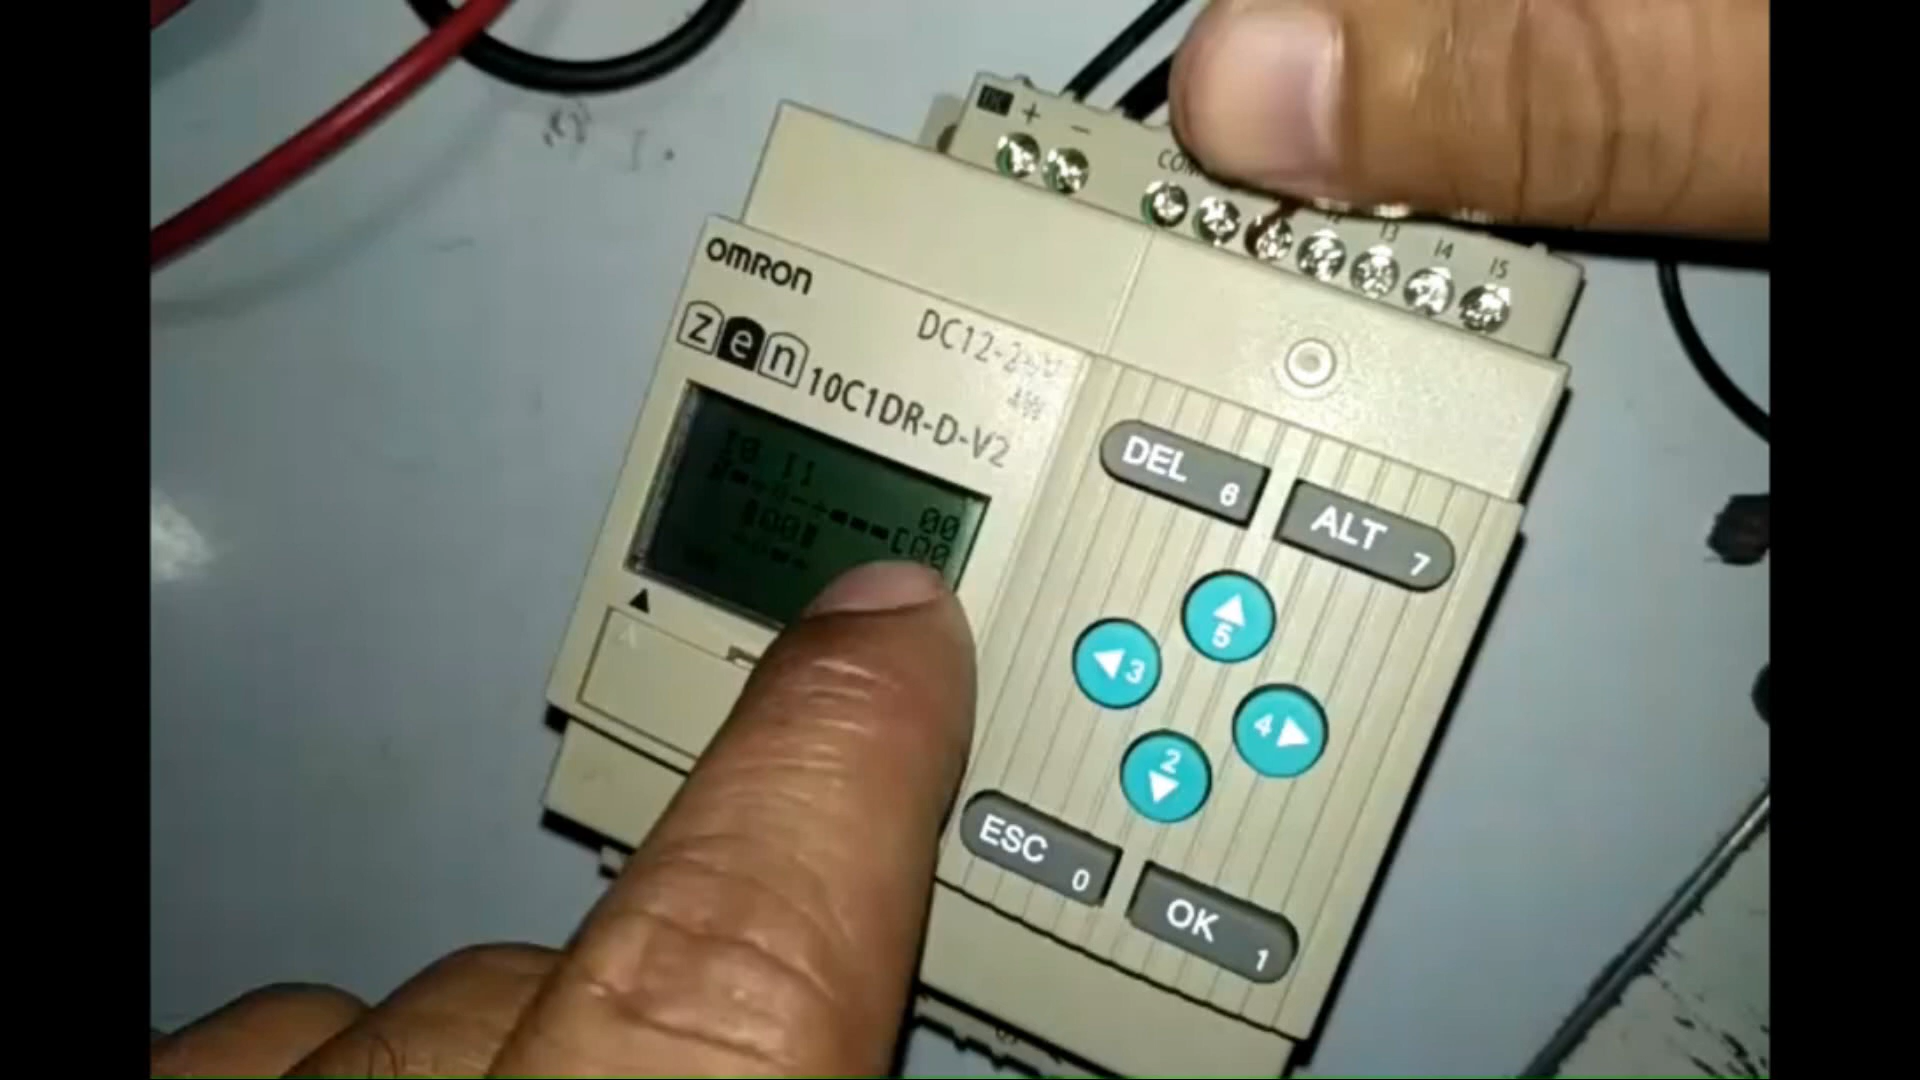 + -
I3 I4 I5
OMRON
zen 10C1DR-D-V2
DC12-24V
4W
I0 I1
00
DEL 6
ALT 7
5
3
4
2
ESC 0
OK 1